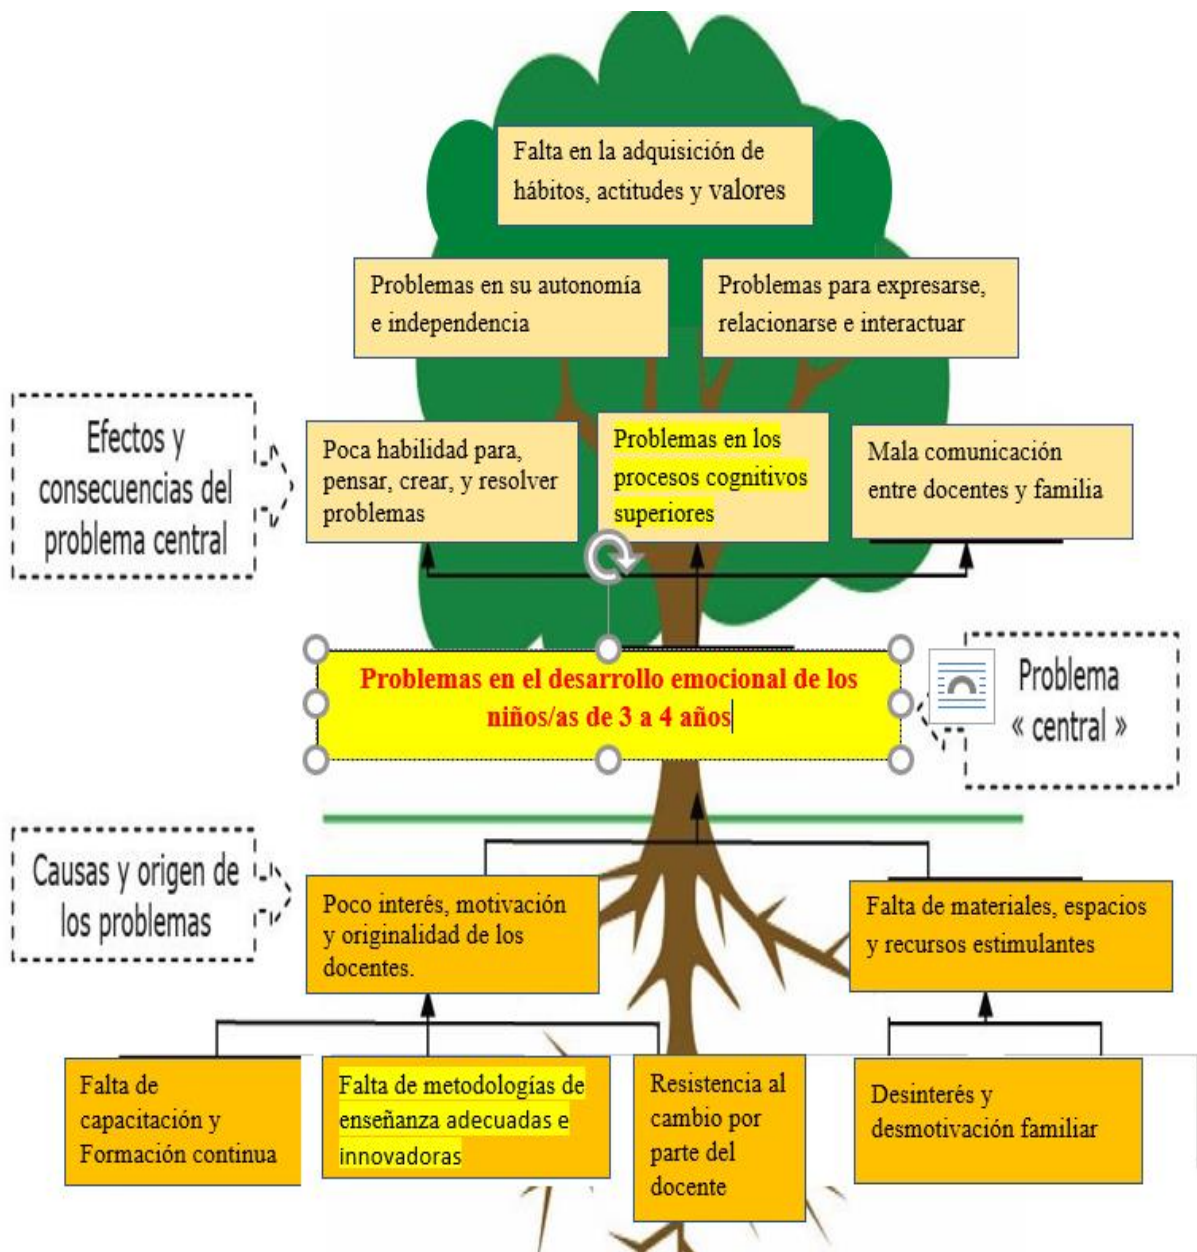 Falta en la adquisición de
hábitos, actitudes y valores
Problemas en su autonomía
e independencia
Problemas para expresarse,
relacionarse e interactuar
Efectos y
consecuencias del
problema central
Poca habilidad para,
pensar, crear, y resolver
problemas
Problemas en los
procesos cognitivos
superiores
Mala comunicación
entre docentes y familia
Problemas en el desarrollo emocional de los
niños/as de 3 a 4 años
Problema
« central »
Causas y origen de
los problemas
Poco interés, motivación
y originalidad de los
docentes.
Falta de materiales, espacios
y recursos estimulantes
Falta de
capacitación y
Formación continua
Falta de metodologías de
enseñanza adecuadas e
innovadoras
Resistencia al
cambio por
parte del
docente
Desinterés y
desmotivación familiar